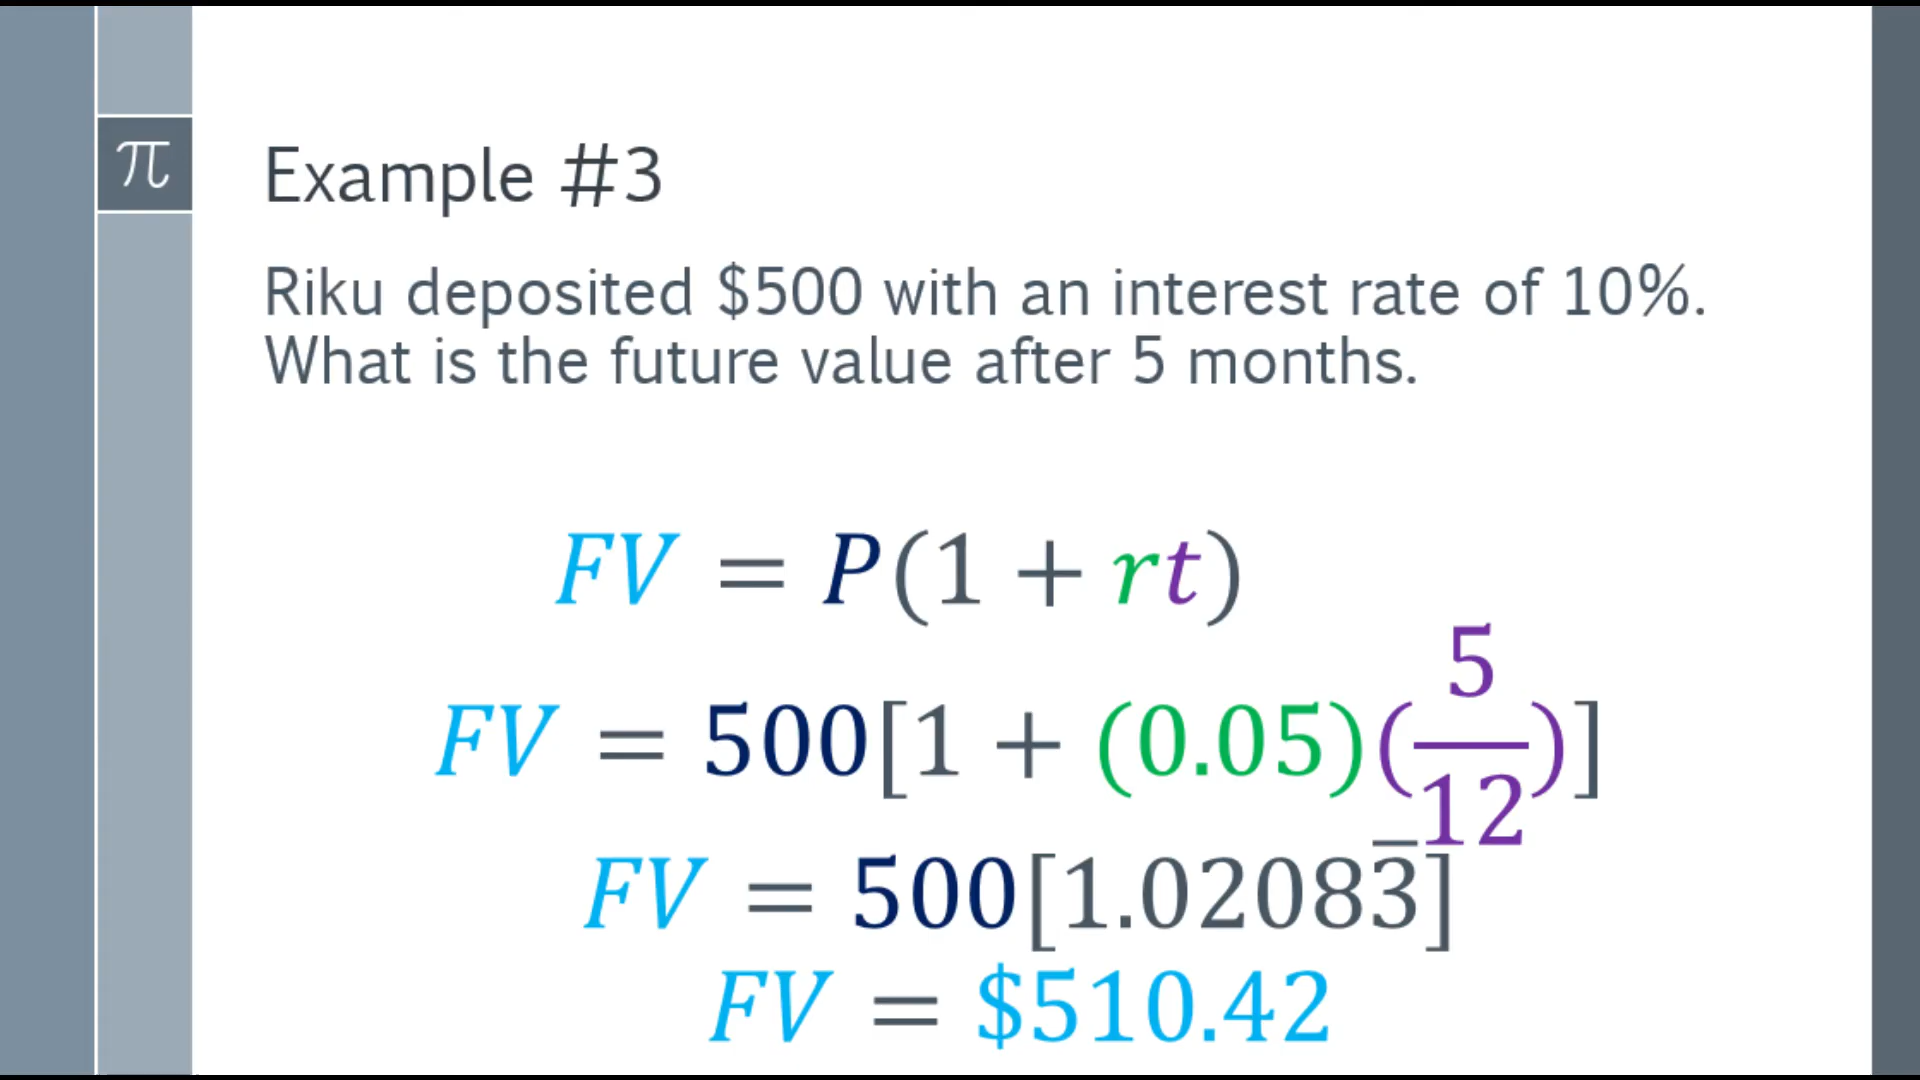 π
Example #3
Riku deposited $500 with an interest rate of 10%.
What is the future value after 5 months.
FV = P(1 + rt)
FV = 500[1 + (0.05)(5/12)]
FV = 500[1.02083̅]
FV = $510.42